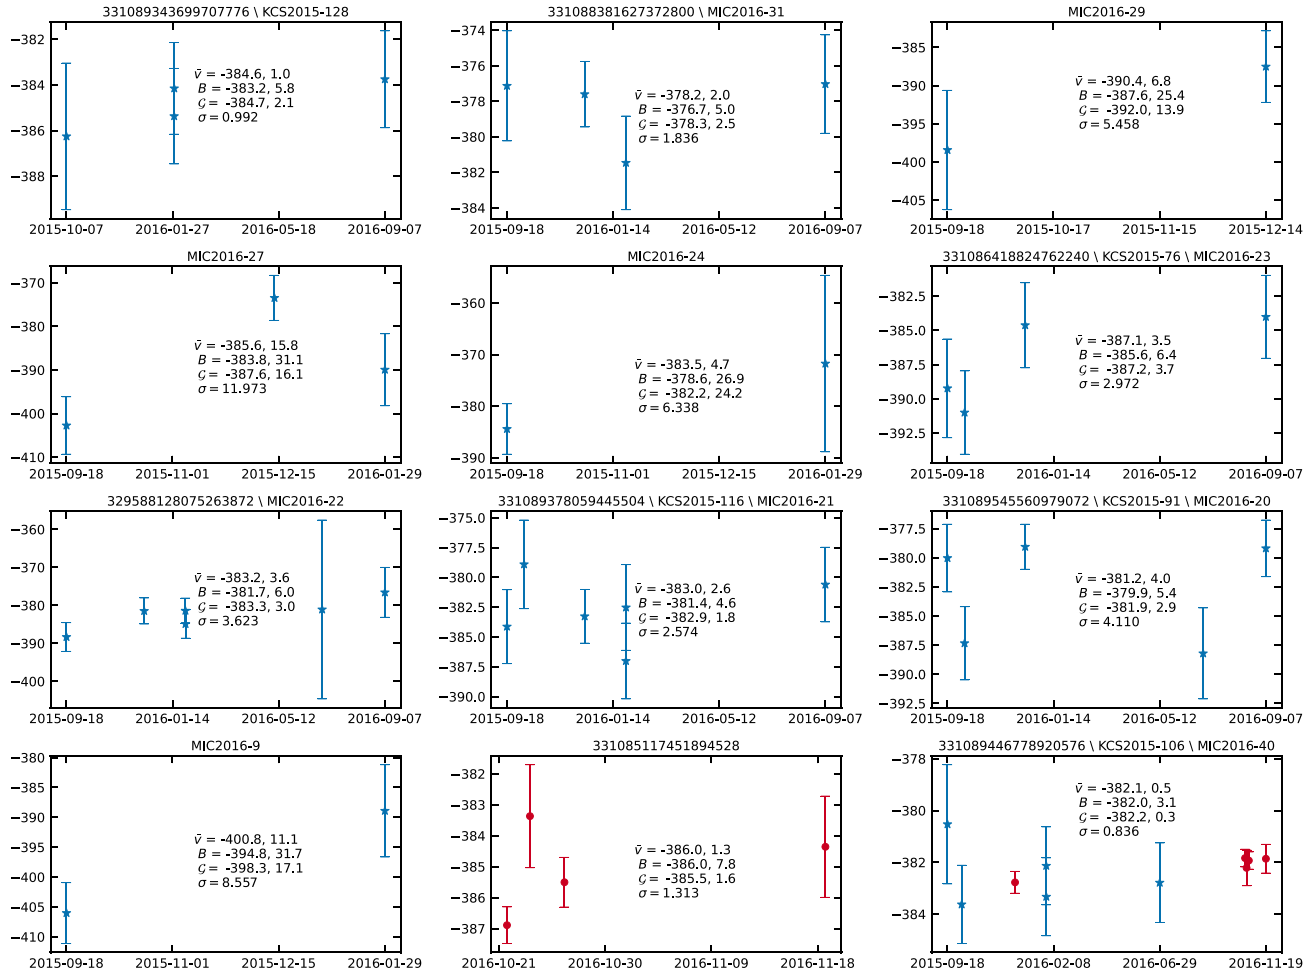 331089343699707776 \ KCS2015-128
−382
−384
−386
−388
v̄ = -384.6, 1.0
B = -383.2, 5.8
𝒢 = -384.7, 2.1
σ = 0.992
2015-10-07 2016-01-27 2016-05-18 2016-09-07
331088381627372800 \ MIC2016-31
−374
−376
−378
−380
−382
−384
v̄ = -378.2, 2.0
B = -376.7, 5.0
𝒢 = -378.3, 2.5
σ = 1.836
2015-09-18 2016-01-14 2016-05-12 2016-09-07
MIC2016-29
−385
−390
−395
−400
−405
v̄ = -390.4, 6.8
B = -387.6, 25.4
𝒢 = -392.0, 13.9
σ = 5.458
2015-09-18 2015-10-17 2015-11-15 2015-12-14
MIC2016-27
−370
−380
−390
−400
−410
v̄ = -385.6, 15.8
B = -383.8, 31.1
𝒢 = -387.6, 16.1
σ = 11.973
2015-09-18 2015-11-01 2015-12-15 2016-01-29
MIC2016-24
−360
−370
−380
−390
v̄ = -383.5, 4.7
B = -378.6, 26.9
𝒢 = -382.2, 24.2
σ = 6.338
2015-09-18 2015-11-01 2015-12-15 2016-01-29
331086418824762240 \ KCS2015-76 \ MIC2016-23
−382.5
−385.0
−387.5
−390.0
−392.5
v̄ = -387.1, 3.5
B = -385.6, 6.4
𝒢 = -387.2, 3.7
σ = 2.972
2015-09-18 2016-01-14 2016-05-12 2016-09-07
329588128075263872 \ MIC2016-22
−360
−370
−380
−390
−400
v̄ = -383.2, 3.6
B = -381.7, 6.0
𝒢 = -383.3, 3.0
σ = 3.623
2015-09-18 2016-01-14 2016-05-12 2016-09-07
331089378059445504 \ KCS2015-116 \ MIC2016-21
−375.0
−377.5
−380.0
−382.5
−385.0
−387.5
−390.0
v̄ = -383.0, 2.6
B = -381.4, 4.6
𝒢 = -382.9, 1.8
σ = 2.574
2015-09-18 2016-01-14 2016-05-12 2016-09-07
331089545560979072 \ KCS2015-91 \ MIC2016-20
−377.5
−380.0
−382.5
−385.0
−387.5
−390.0
−392.5
v̄ = -381.2, 4.0
B = -379.9, 5.4
𝒢 = -381.9, 2.9
σ = 4.110
2015-09-18 2016-01-14 2016-05-12 2016-09-07
MIC2016-9
−380
−385
−390
−395
−400
−405
−410
v̄ = -400.8, 11.1
B = -394.8, 31.7
𝒢 = -398.3, 17.1
σ = 8.557
2015-09-18 2015-11-01 2015-12-15 2016-01-29
331085117451894528
−382
−383
−384
−385
−386
−387
v̄ = -386.0, 1.3
B = -386.0, 7.8
𝒢 = -385.5, 1.6
σ = 1.313
2016-10-21 2016-10-30 2016-11-09 2016-11-18
331089446778920576 \ KCS2015-106 \ MIC2016-40
−378
−380
−382
−384
v̄ = -382.1, 0.5
B = -382.0, 3.1
𝒢 = -382.2, 0.3
σ = 0.836
2015-09-18 2016-02-08 2016-06-29 2016-11-19